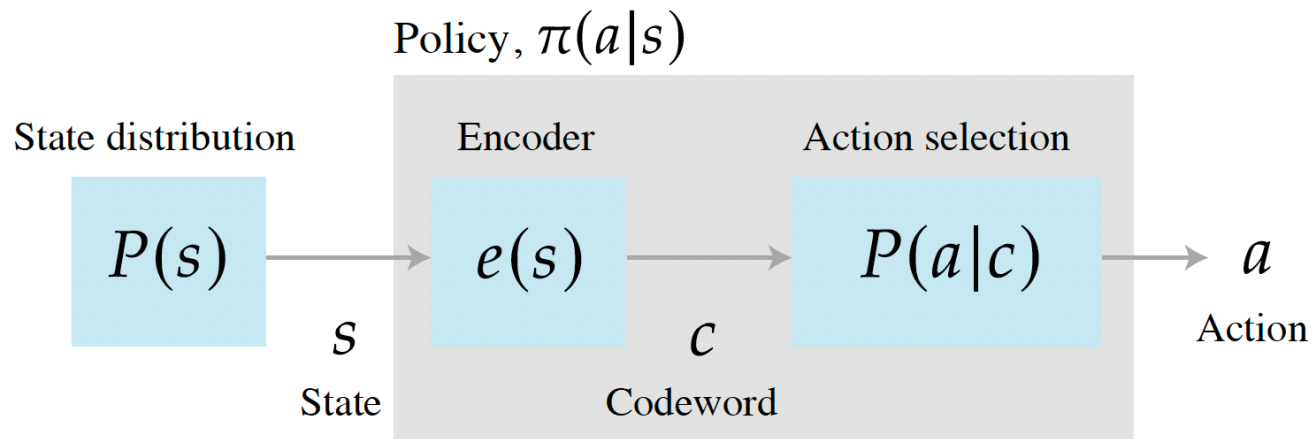 Policy, π(a|s)
State distribution
Encoder
Action selection
P(s)
e(s)
P(a|c)
a
s
c
Action
State
Codeword